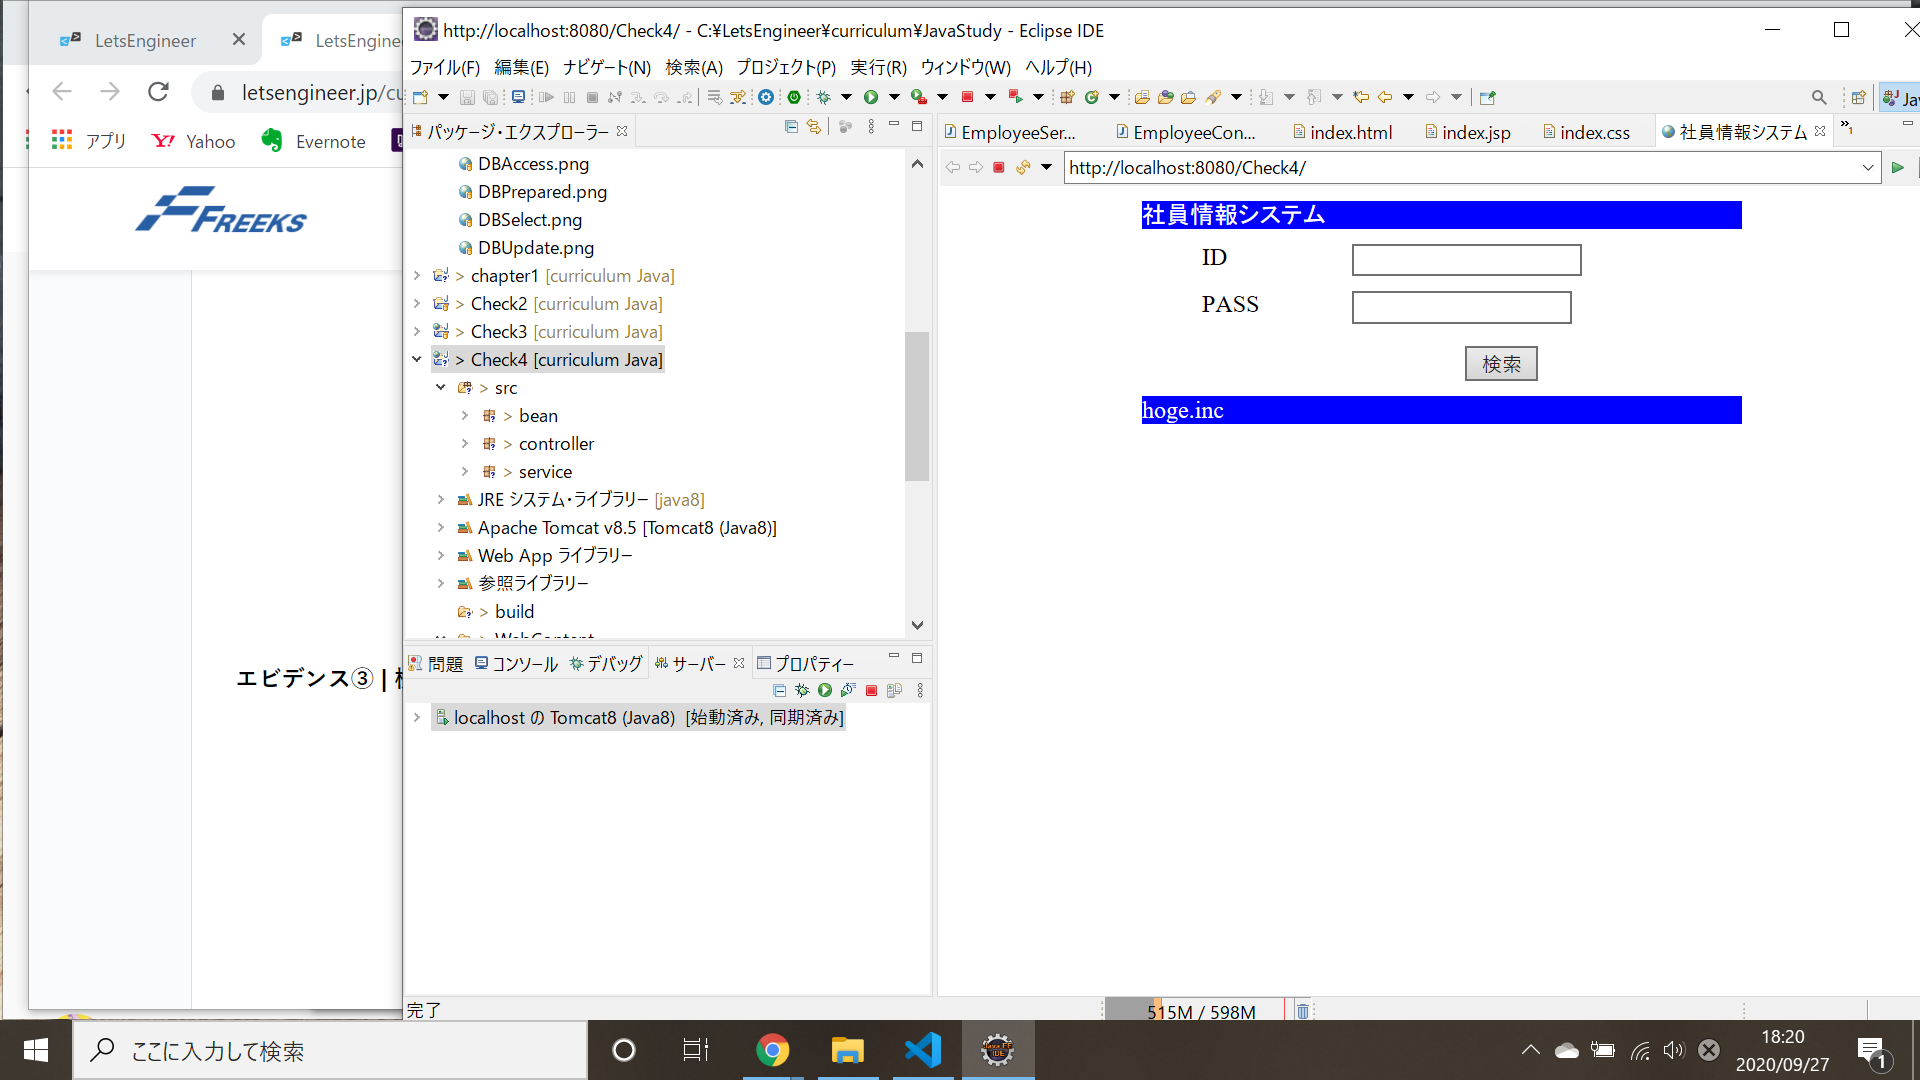 LetsEngineer
LetsEngine
letsengineer.jp/cu
アプリ
Yahoo
Evernote
FREEKS
エビデンス③ |
http://localhost:8080/Check4/ - C:¥LetsEngineer¥curriculum¥JavaStudy - Eclipse IDE
ファイル(F) 編集(E) ナビゲート(N) 検索(A) プロジェクト(P) 実行(R) ウィンドウ(W) ヘルプ(H)
Jav
パッケージ・エクスプローラー
DBAccess.png
DBPrepared.png
DBSelect.png
DBUpdate.png
> chapter1 [curriculum Java]
> Check2 [curriculum Java]
> Check3 [curriculum Java]
> Check4 [curriculum Java]
> src
> bean
> controller
> service
JRE システム・ライブラリー [java8]
Apache Tomcat v8.5 [Tomcat8 (Java8)]
Web App ライブラリー
参照ライブラリー
> build
> WebContent
問題 コンソール デバッグ サーバー プロパティー
localhost の Tomcat8 (Java8) [始動済み, 同期済み]
EmployeeSer... EmployeeCon... index.html index.jsp index.css 社員情報システム »1
http://localhost:8080/Check4/
社員情報システム
ID
PASS
検索
hoge.inc
完了
515M / 598M
ここに入力して検索
18:20
2020/09/27
1